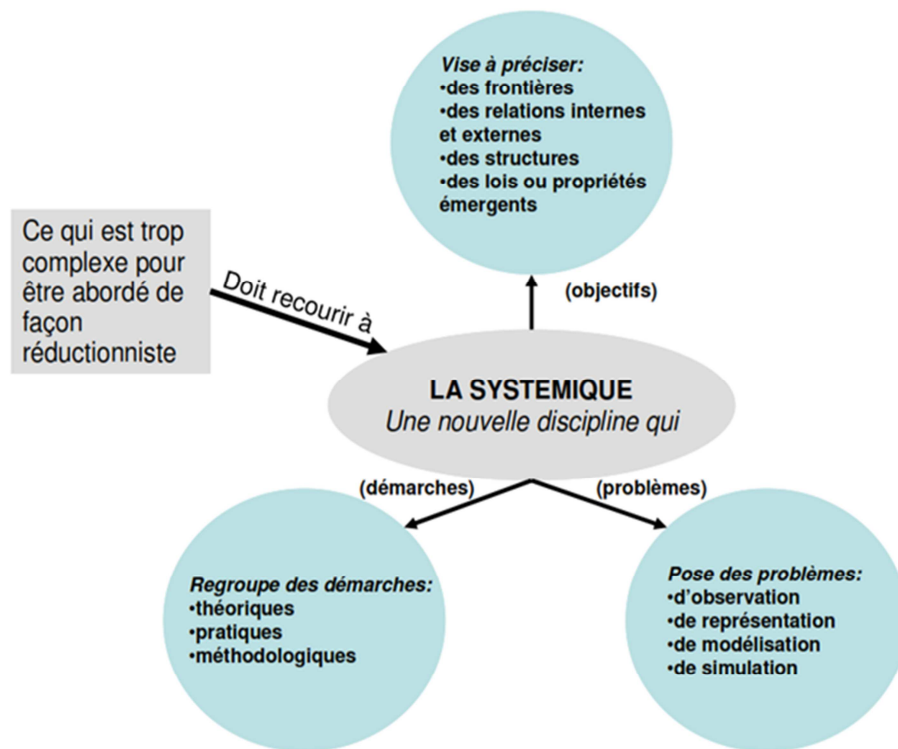 Vise à préciser:
•des frontières
•des relations internes
et externes
•des structures
•des lois ou propriétés
émergents
Ce qui est trop
complexe pour
être abordé de
façon
réductionniste
Doit recourir à
(objectifs)
LA SYSTEMIQUE
Une nouvelle discipline qui
(démarches)
(problèmes)
Regroupe des démarches:
•théoriques
•pratiques
•méthodologiques
Pose des problèmes:
•d'observation
•de représentation
•de modélisation
•de simulation